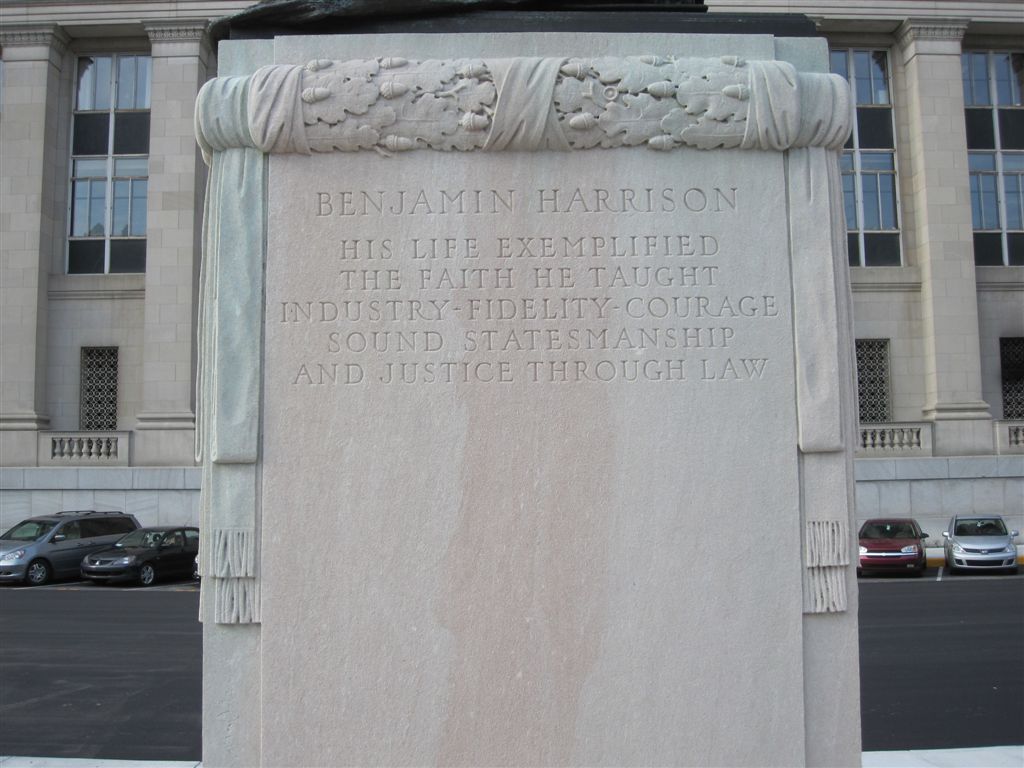 BENJAMIN HARRISON
HIS LIFE EXEMPLIFIED
THE FAITH HE TAUGHT
INDUSTRY-FIDELITY-COURAGE
SOUND STATESMANSHIP
AND JUSTICE THROUGH LAW